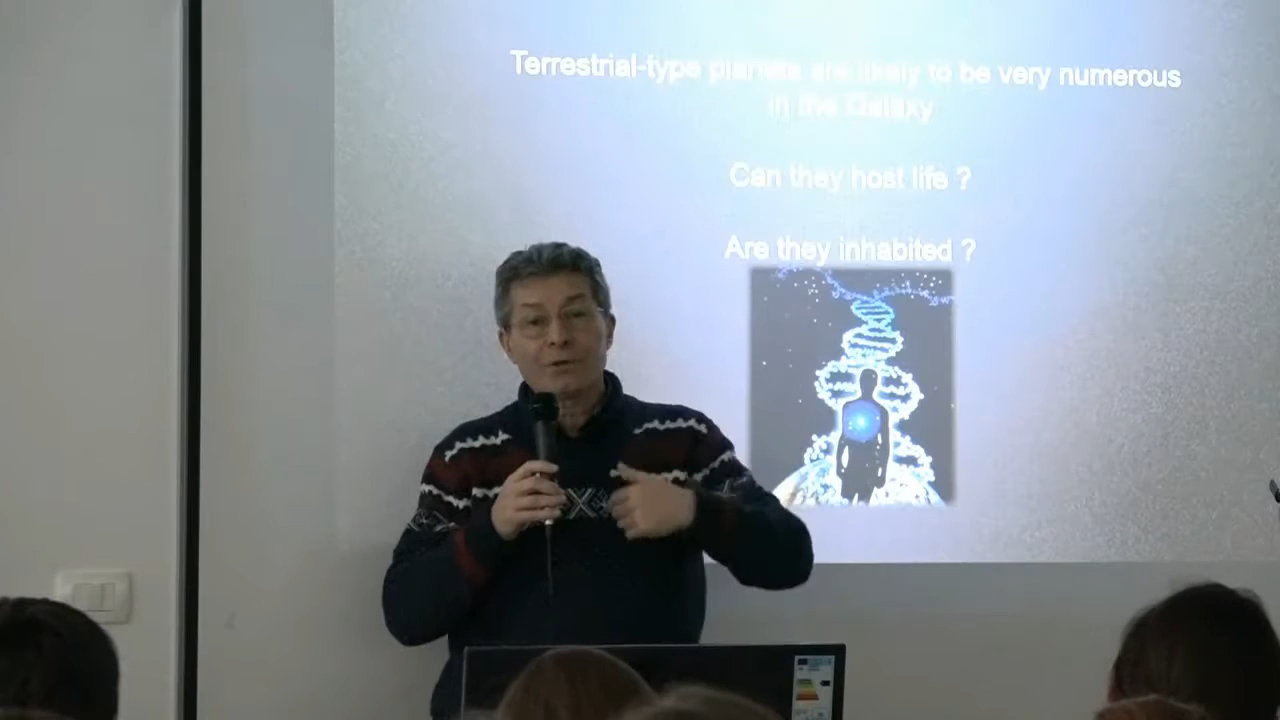 Terrestrial-type planets are likely to be very numerous
in the Galaxy
Can they host life ?
Are they inhabited ?